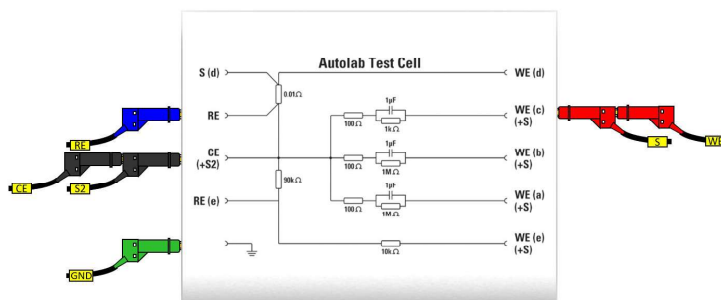 Autolab Test Cell
S (d)
WE (d)
0.01Ω
1µF
RE
WE (c)
(+S)
100Ω
1kΩ
RE
S
WE
1µF
CE
(+S2)
WE (b)
(+S)
100Ω
1MΩ
CE
S2
90kΩ
1µF
RE (e)
WE (a)
(+S)
100Ω
1MΩ
WE (e)
(+S)
10kΩ
GND